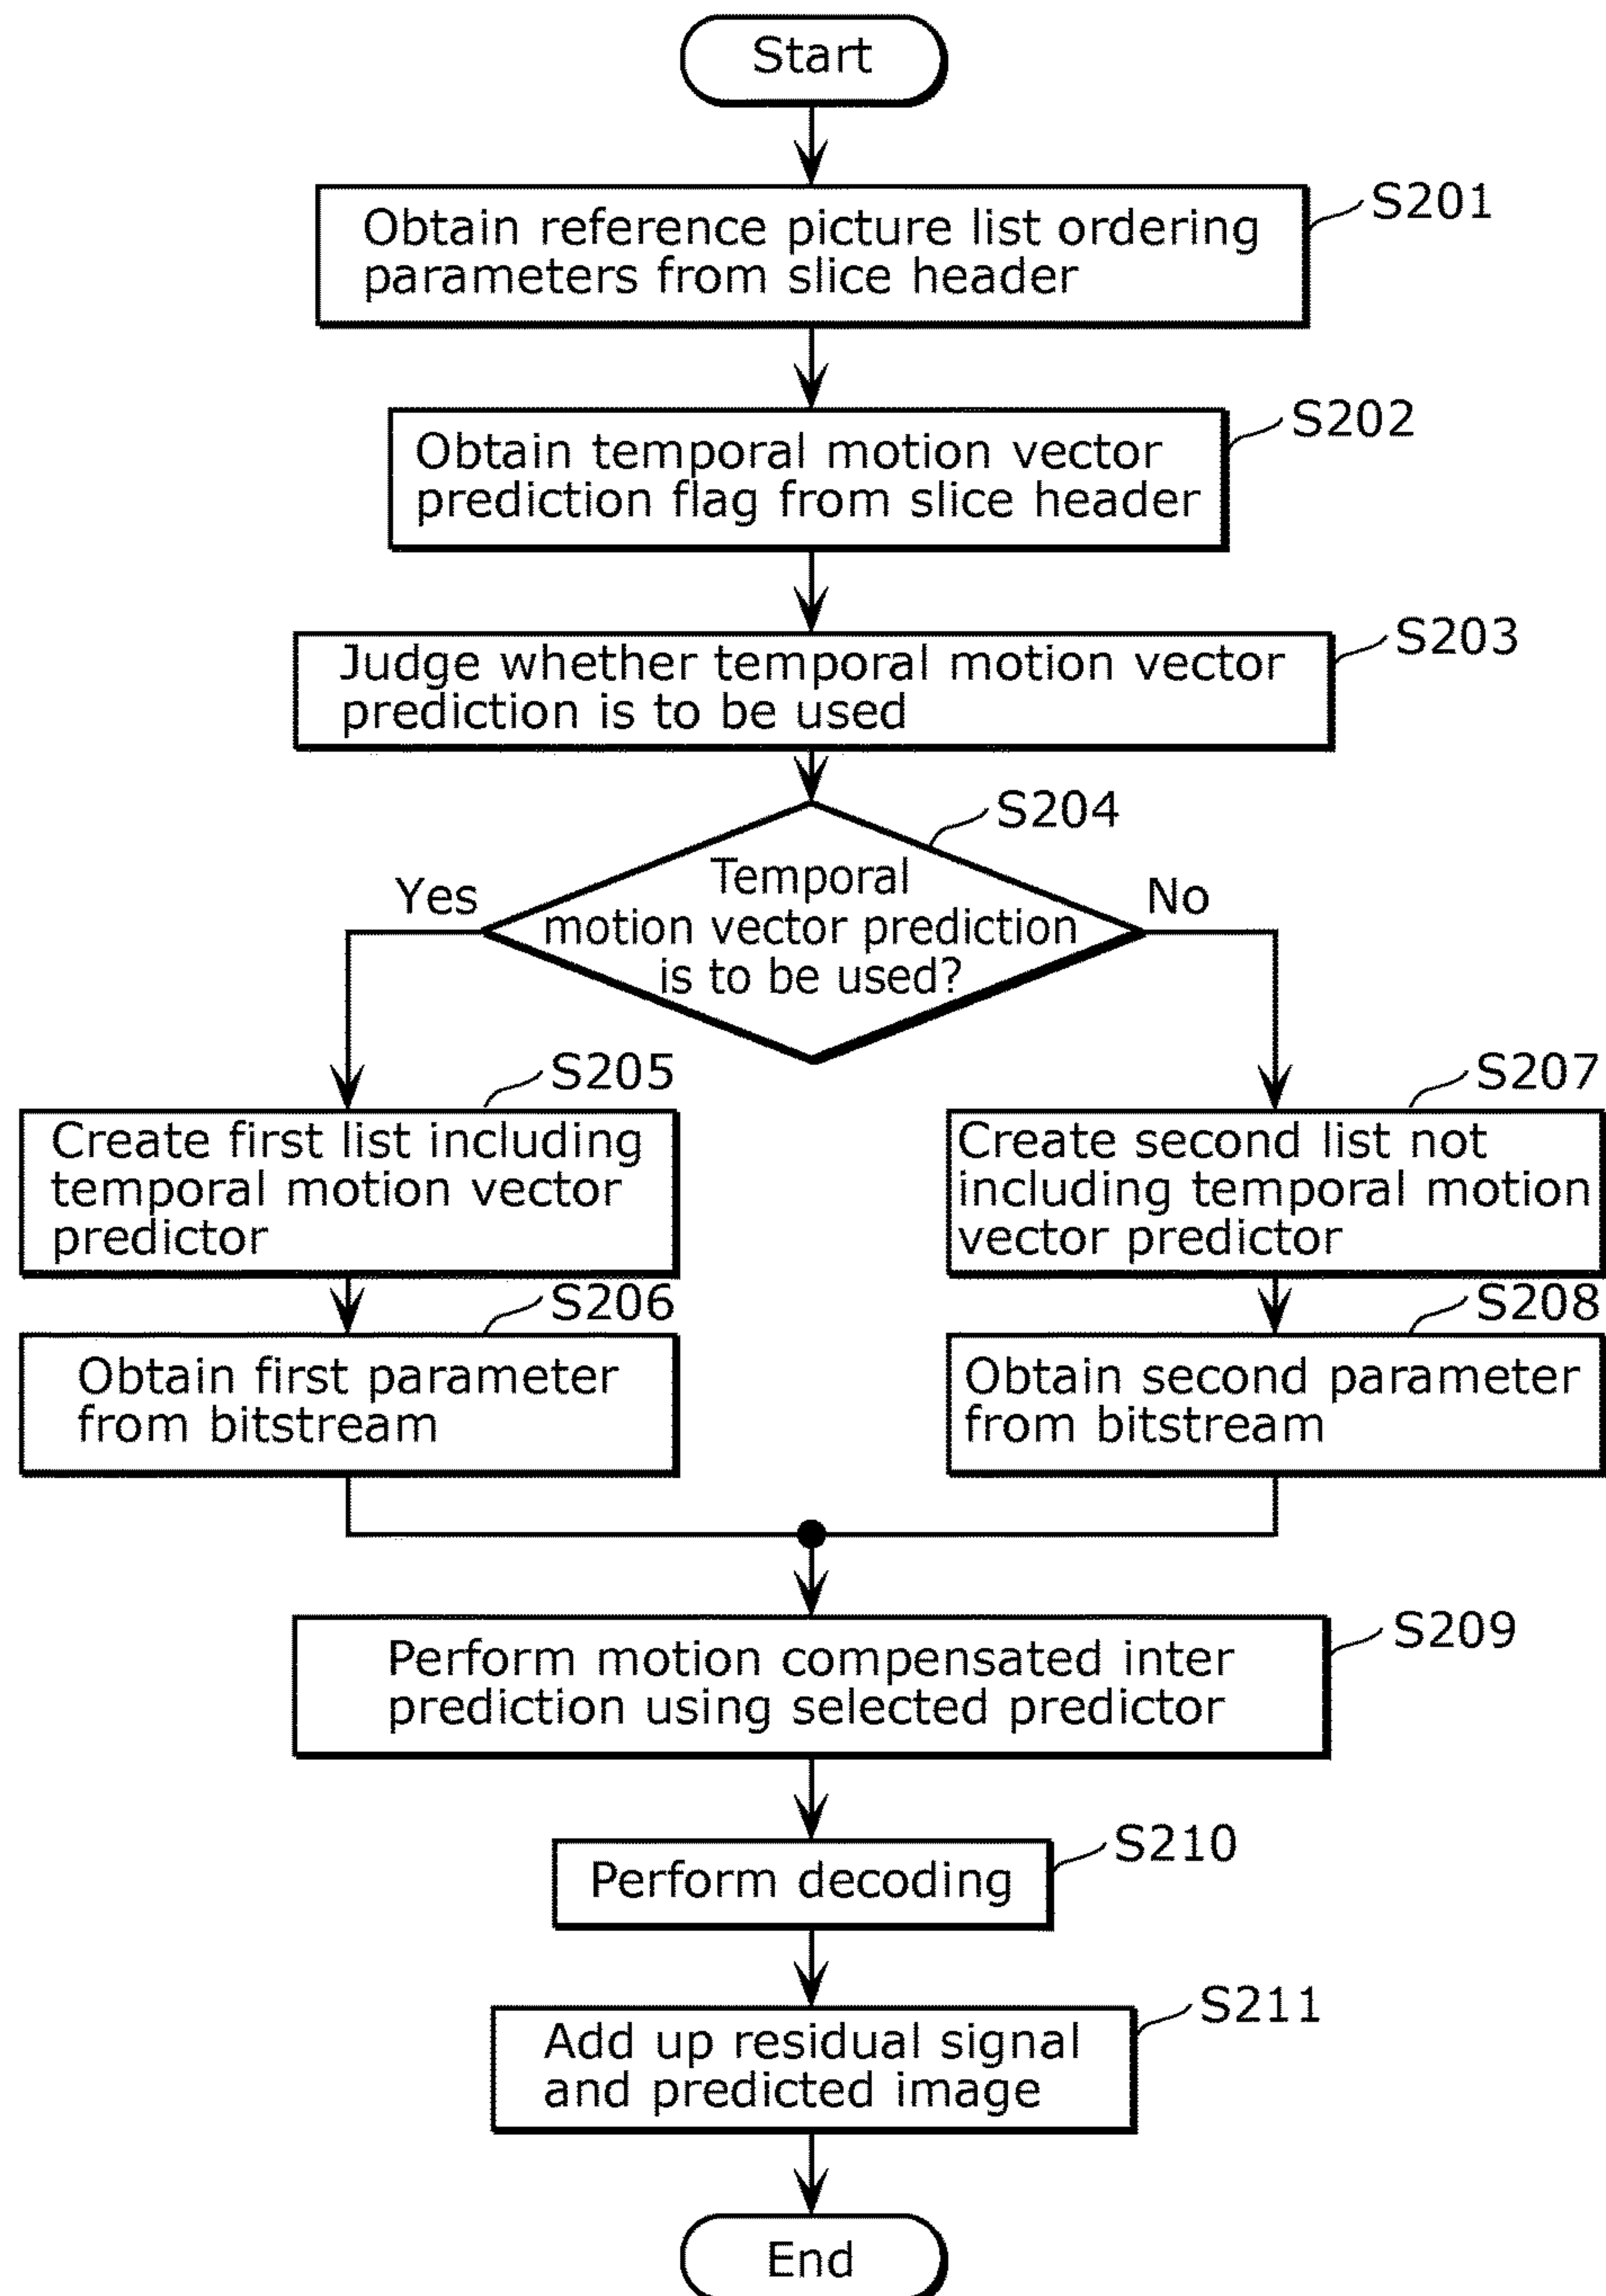 Start
S201
Obtain reference picture list ordering
parameters from slice header
S202
Obtain temporal motion vector
prediction flag from slice header
S203
Judge whether temporal motion vector
prediction is to be used
S204
Temporal
motion vector prediction
is to be used?
Yes
No
S205
Create first list including
temporal motion vector
predictor
S206
Obtain first parameter
from bitstream
S207
Create second list not
including temporal motion
vector predictor
S208
Obtain second parameter
from bitstream
S209
Perform motion compensated inter
prediction using selected predictor
S210
Perform decoding
S211
Add up residual signal
and predicted image
End